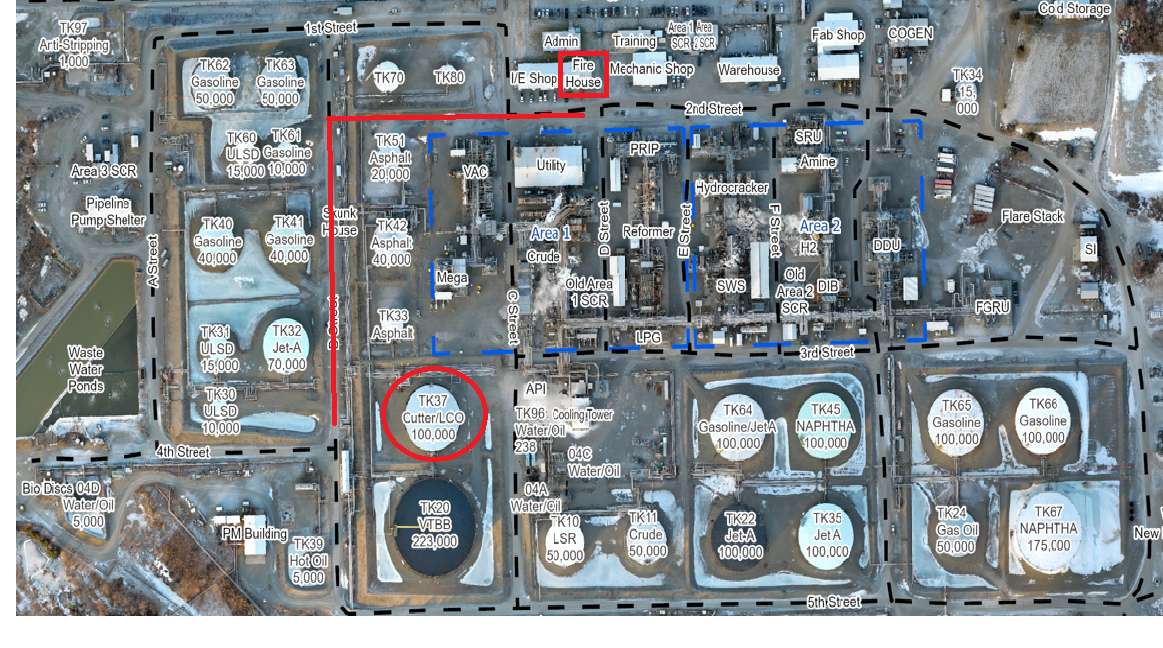 TK97
Anti-Stripping
1,000
1st Street
Admin
Training
Area 1
SCR
Area
2 SCR
Fab Shop
COGEN
Cold Storage
TK62
Gasoline
50,000
TK63
Gasoline
50,000
TK70
TK80
I/E Shop
Fire
House
Mechanic Shop
Warehouse
TK34
15,
000
2nd Street
TK60
ULSD
15,000
TK61
Gasoline
10,000
TK51
Asphalt
20,000
VAC
Utility
PRIP
SRU
Amine
Area 3 SCR
Hydrocracker
Pipeline
Pump Shelter
TK40
Gasoline
40,000
TK41
Gasoline
40,000
Skunk
House
TK42
Asphalt
40,000
Area 1
Crude
D Street
Reformer
E Street
F Street
Area 2
H2
DDU
Flare Stack
SI
A Street
Mega
Old Area
1 SCR
SWS
Old
Area 2
SCR
DIB
FGRU
C Street
TK31
ULSD
15,000
TK32
Jet-A
70,000
TK33
Asphalt
LPG
3rd Street
Waste
Water
Ponds
TK30
ULSD
10,000
TK37
Cutter/LCO
100,000
API
TK96
Water/Oil
238
Cooling Tower
TK64
Gasoline/JetA
100,000
TK45
NAPHTHA
100,000
TK65
Gasoline
100,000
TK66
Gasoline
100,000
4th Street
04C
Water/Oil
Bio Discs
04D
Water/Oil
5,000
04A
Water/Oil
PM Building
TK39
Hot Oil
5,000
TK20
VTBB
223,000
TK10
LSR
50,000
TK11
Crude
50,000
TK22
Jet-A
100,000
TK35
Jet A
100,000
TK24
Gas Oil
50,000
TK67
NAPHTHA
175,000
New
5th Street